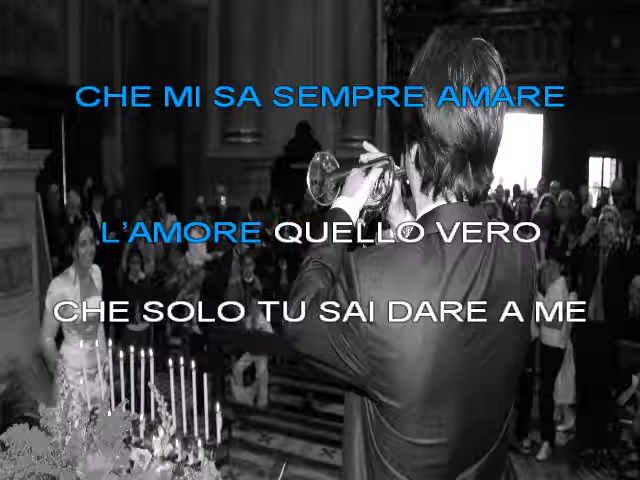 CHE MI SA SEMPRE AMARE
L'AMORE QUELLO VERO
CHE SOLO TU SAI DARE A ME